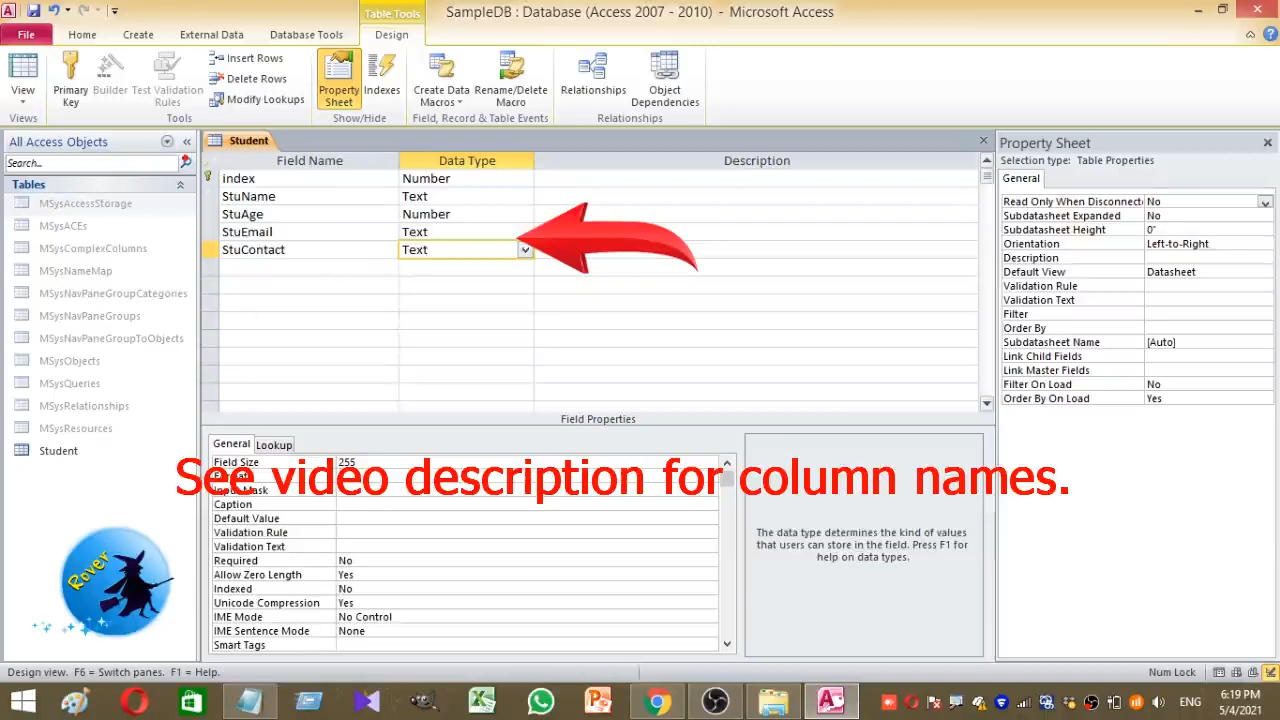 SampleDB : Database (Access 2007 - 2010) - Microsoft Access
Table Tools
File Home Create External Data Database Tools Design
View
Views
Primary Key
Builder
Test Validation Rules
Insert Rows
Delete Rows
Modify Lookups
Tools
Property Sheet
Indexes
Show/Hide
Create Data Macros
Rename/Delete Macro
Field, Record & Table Events
Relationships
Object Dependencies
Relationships
All Access Objects
Search...
Tables
MSysAccessStorage
MSysACEs
MSysComplexColumns
MSysNameMap
MSysNavPaneGroupCategories
MSysNavPaneGroups
MSysNavPaneGroupToObjects
MSysObjects
MSysQueries
MSysRelationships
MSysResources
Student
Rover
Student
Field Name Data Type Description
index Number
StuName Text
StuAge Number
StuEmail Text
StuContact Text
Field Properties
General Lookup
Field Size 255
See video description for column names.
Caption
Default Value
Validation Rule
Validation Text
Required No
Allow Zero Length Yes
Indexed No
Unicode Compression Yes
IME Mode No Control
IME Sentence Mode None
Smart Tags
The data type determines the kind of values
that users can store in the field. Press F1 for
help on data types.
Property Sheet
Selection type: Table Properties
General
Read Only When Disconnect No
Subdatasheet Expanded No
Subdatasheet Height 0"
Orientation Left-to-Right
Description
Default View Datasheet
Validation Rule
Validation Text
Filter
Order By
Subdatasheet Name [Auto]
Link Child Fields
Link Master Fields
Filter On Load No
Order By On Load Yes
Design view. F6 = Switch panes. F1 = Help.
Num Lock
ENG
6:19 PM
5/4/2021